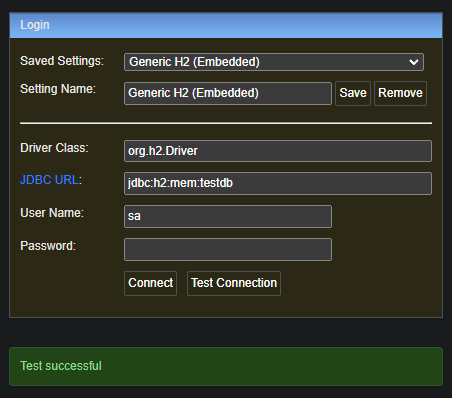 Login
Saved Settings: Generic H2 (Embedded)
Setting Name: Generic H2 (Embedded) Save Remove
Driver Class: org.h2.Driver
JDBC URL: jdbc:h2:mem:testdb
User Name: sa
Password:
Connect Test Connection
Test successful